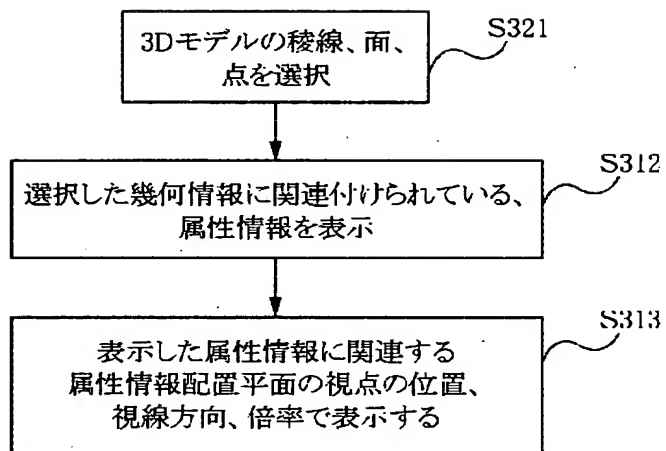 3Dモデルの稜線、面、
点を選択
S321
選択した幾何情報に関連付けられている、
属性情報を表示
S312
表示した属性情報に関連する
属性情報配置平面の視点の位置、
視線方向、倍率で表示する
S313